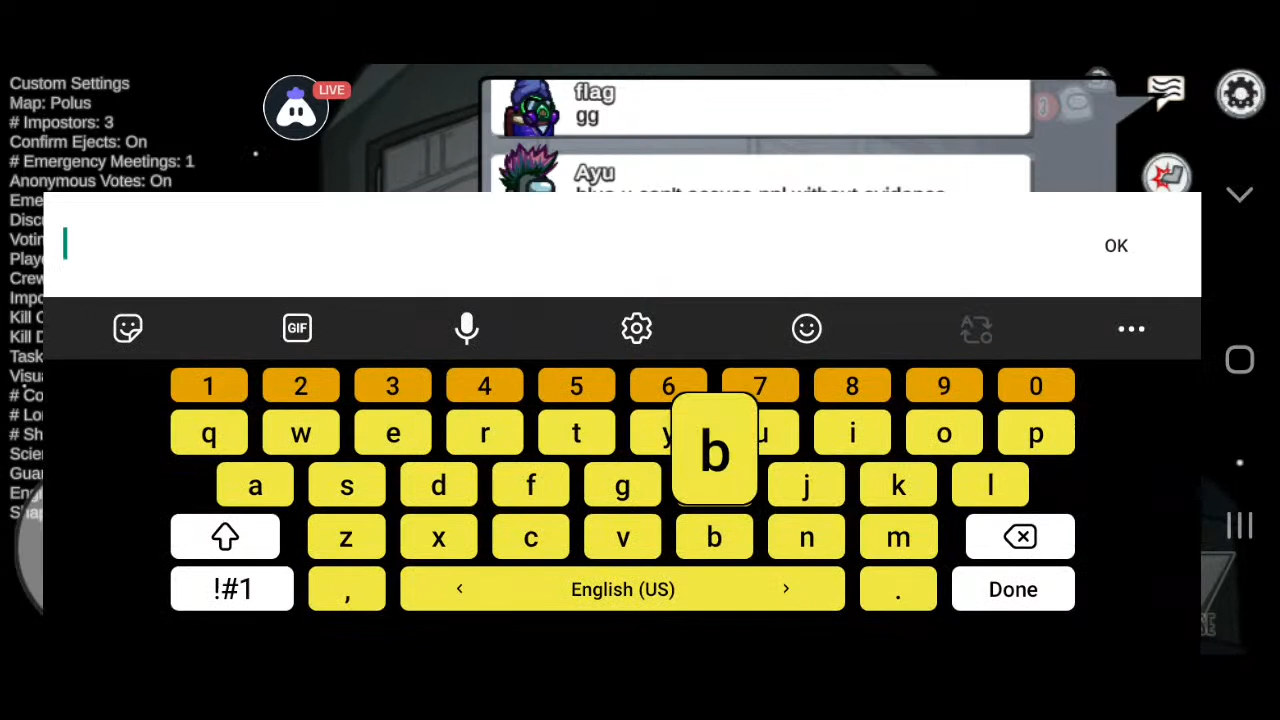 Custom Settings
Map: Polus
# Impostors: 3
Confirm Ejects: On
# Emergency Meetings: 1
Anonymous Votes: On
LIVE
flag
gg
Ayu
OK
GIF
1 2 3 4 5 6 7 8 9 0
q w e r t y u i o p
b
a s d f g j k l
z x c v b n m
!#1 , < English (US) > . Done